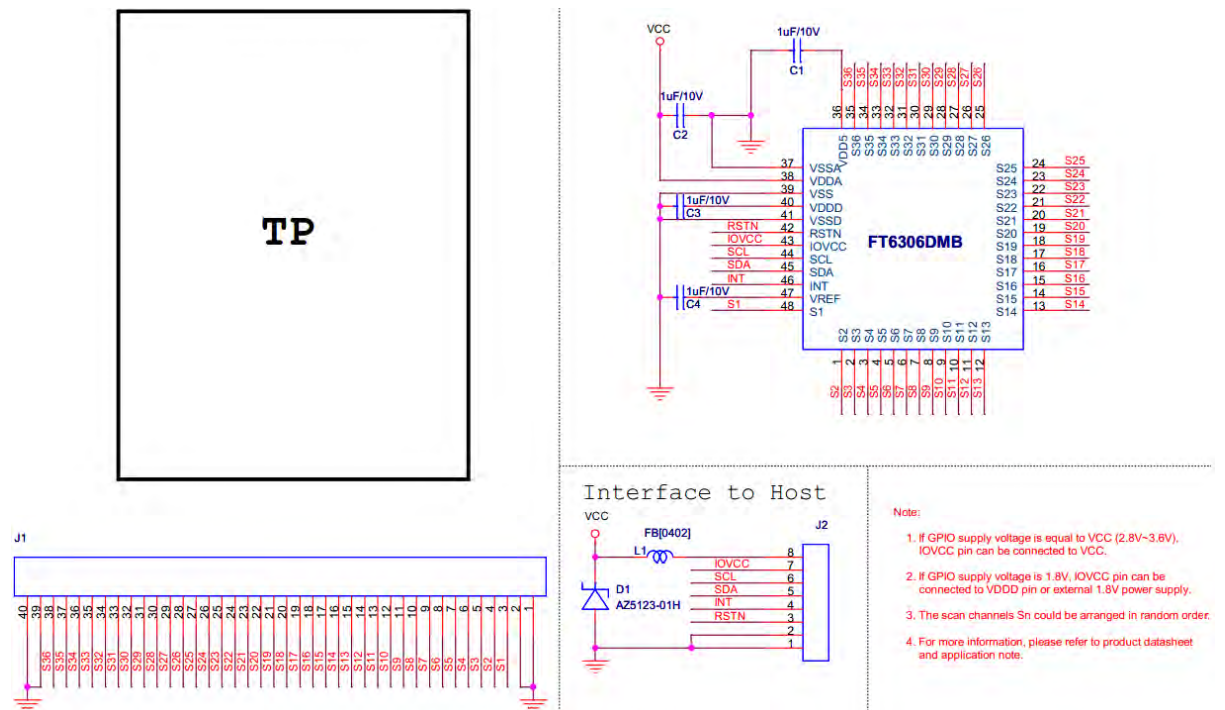 TP
VCC
1uF/10V
C1
1uF/10V
C2
S36 S35 S34 S33 S32 S31 S30 S29 S28 S27 S26
36 35 34 33 32 31 30 29 28 27 26 25
VDD5 S36 S35 S34 S33 S32 S31 S30 S29 S28 S27 S26
37 VSSA
38 VDDA
39 VSS
1uF/10V 40 VDDD
C3 41 VSSD
RSTN 42 RSTN
IOVCC 43 IOVCC
SCL 44 SCL
SDA 45 SDA
INT 46 INT
1uF/10V 47 VREF
C4 S1 48 S1
FT6306DMB
S25 24 S25
S24 23 S24
S23 22 S23
S22 21 S22
S21 20 S21
S20 19 S20
S19 18 S19
S18 17 S18
S17 16 S17
S16 15 S16
S15 14 S15
S14 13 S14
S2 S3 S4 S5 S6 S7 S8 S9 S10 S11 S12 S13
1 2 3 4 5 6 7 8 9 10 11 12
S2 S3 S4 S5 S6 S7 S8 S9 S10 S11 S12 S13
J1
40 39 38 37 36 35 34 33 32 31 30 29 28 27 26 25 24 23 22 21 20 19 18 17 16 15 14 13 12 11 10 9 8 7 6 5 4 3 2 1
S36 S35 S34 S33 S32 S31 S30 S29 S28 S27 S26 S25 S24 S23 S22 S21 S20 S19 S18 S17 S16 S15 S14 S13 S12 S11 S10 S9 S8 S7 S6 S5 S4 S3 S2 S1
Interface to Host
VCC
FB[0402]
L1
J2
8
IOVCC 7
SCL 6
SDA 5
INT 4
RSTN 3
2
1
D1
AZ5123-01H
Note:
1. If GPIO supply voltage is equal to VCC (2.8V~3.6V),
IOVCC pin can be connected to VCC.
2. If GPIO supply voltage is 1.8V, IOVCC pin can be
connected to VDDD pin or external 1.8V power supply.
3. The scan channels Sn could be arranged in random order.
4. For more information, please refer to product datasheet
and application note.